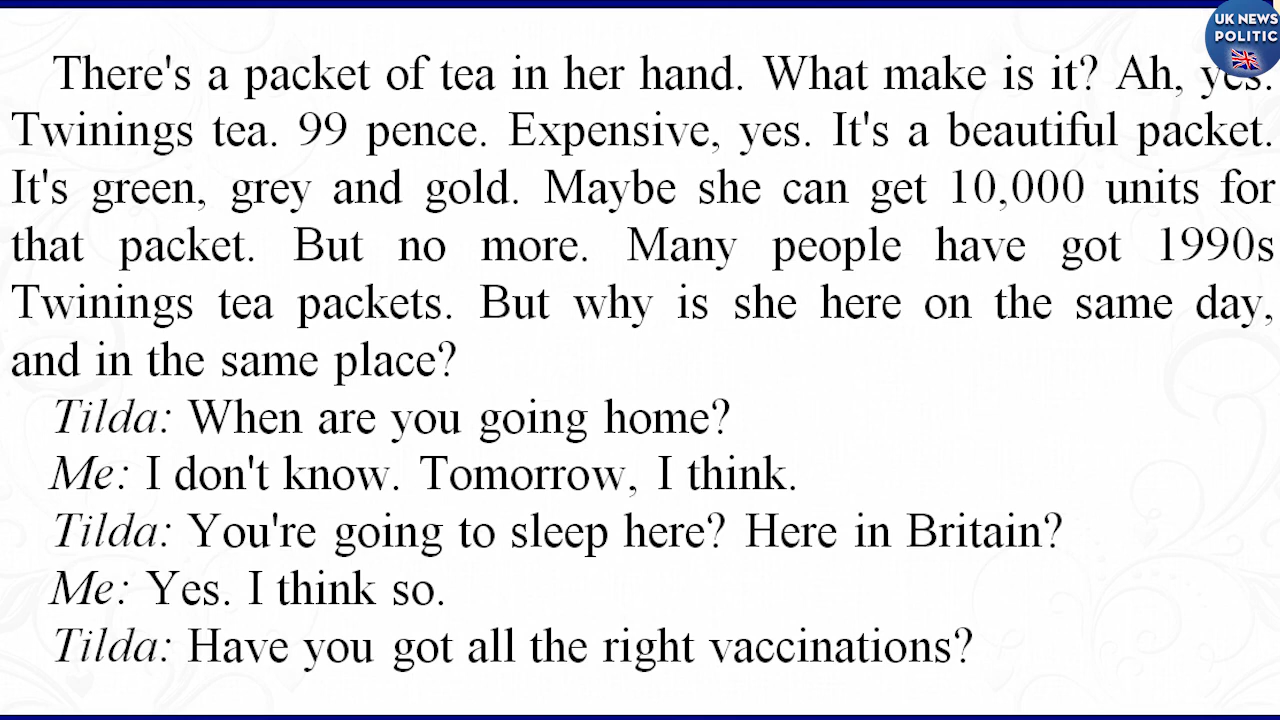 UK NEWS
POLITIC
There's a packet of tea in her hand. What make is it? Ah, yes.
Twinings tea. 99 pence. Expensive, yes. It's a beautiful packet.
It's green, grey and gold. Maybe she can get 10,000 units for
that packet. But no more. Many people have got 1990s
Twinings tea packets. But why is she here on the same day,
and in the same place?
Tilda: When are you going home?
Me: I don't know. Tomorrow, I think.
Tilda: You're going to sleep here? Here in Britain?
Me: Yes. I think so.
Tilda: Have you got all the right vaccinations?